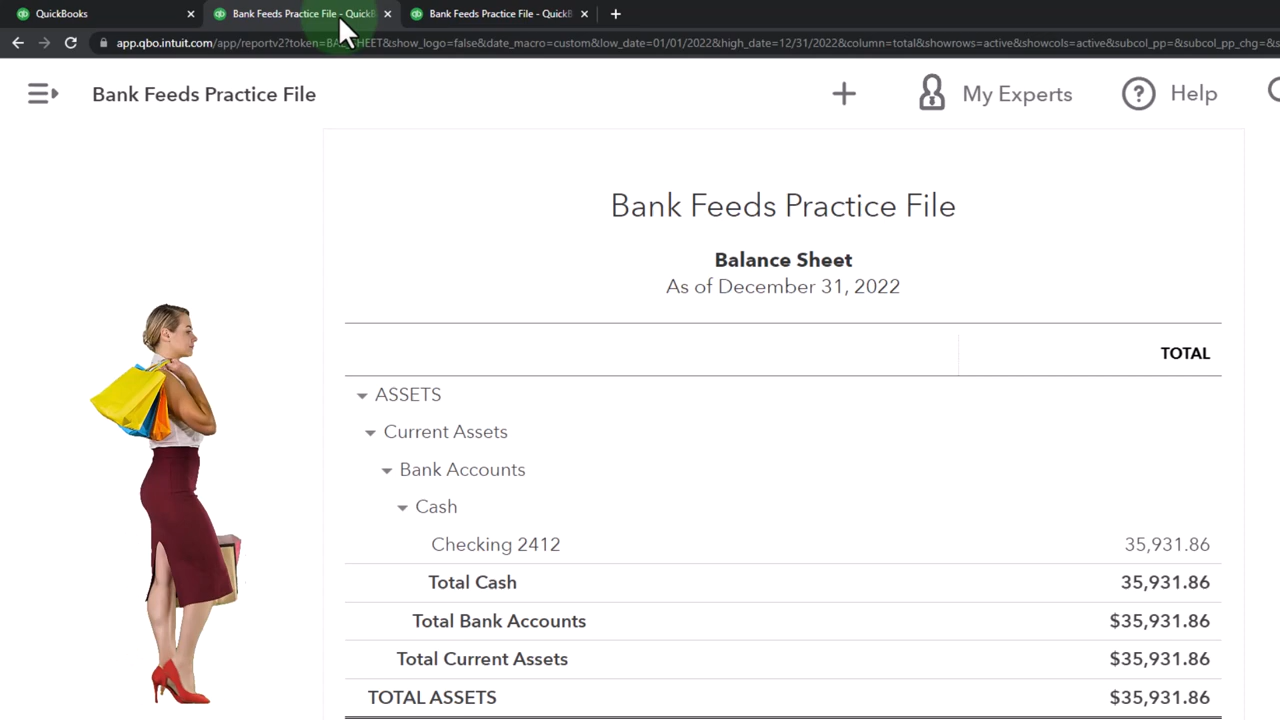 QuickBooks
Bank Feeds Practice File - QuickB
Bank Feeds Practice File - QuickB
app.qbo.intuit.com/app/reportv2?token=BA SHEET&show_logo=false&date_macro=custom&low_date=01/01/2022&high_date=12/31/2022&column=total&showrows=active&showcols=active&subcol_pp=&subcol_pp_chg=&s
Bank Feeds Practice File
My Experts
Help
Bank Feeds Practice File
Balance Sheet
As of December 31, 2022
TOTAL
ASSETS
Current Assets
Bank Accounts
Cash
Checking 2412 35,931.86
Total Cash 35,931.86
Total Bank Accounts $35,931.86
Total Current Assets $35,931.86
TOTAL ASSETS $35,931.86